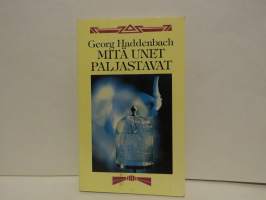 Georg Haddenbach
MITÄ UNET
PALJASTAVAT